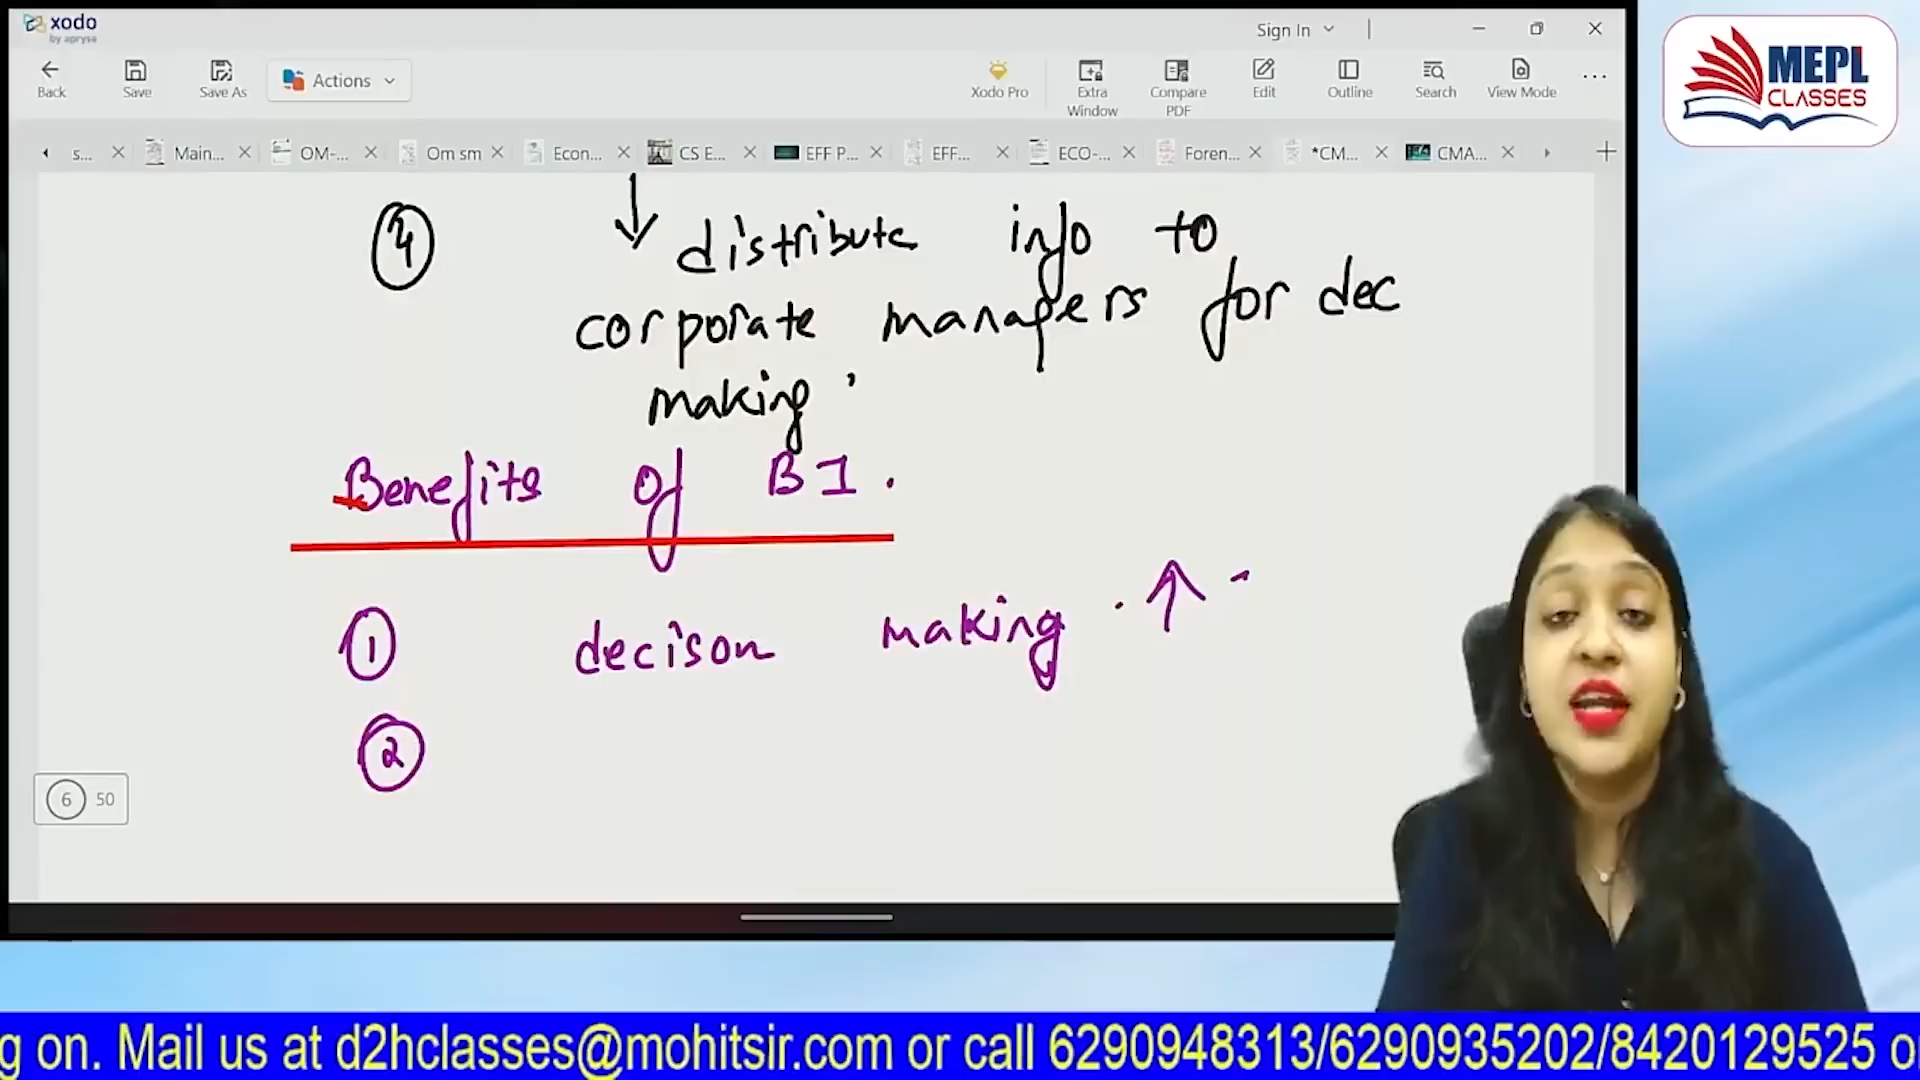 xodo
by apryse
Sign In
Back
Save
Save As
Actions
Xodo Pro
Extra Window
Compare PDF
Edit
Outline
Search
View Mode
s...
Main...
OM-...
Om sm
Econ...
CS E...
EFF P...
EFF...
ECO-...
Foren...
*CM...
CMA...
MEPL
CLASSES
4 ↓ distribute info to
corporate managers for dec
making
Benefits of BI.
1 decison making ↑
2
6 50
g on. Mail us at d2hclasses@mohitsir.com or call 6290948313/6290935202/8420129525 o